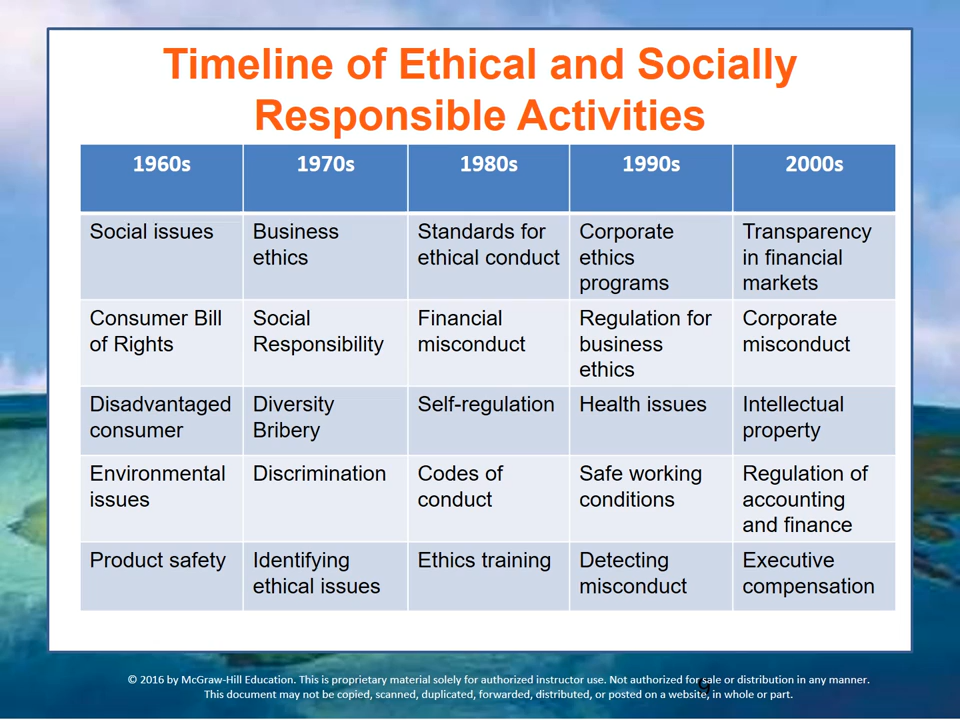 Timeline of Ethical and Socially
Responsible Activities
1960s 1970s 1980s 1990s 2000s
Social issues
Business
ethics
Standards for
ethical conduct
Corporate
ethics
programs
Transparency
in financial
markets
Consumer Bill
of Rights
Social
Responsibility
Financial
misconduct
Regulation for
business
ethics
Corporate
misconduct
Disadvantaged
consumer
Diversity
Bribery
Self-regulation
Health issues
Intellectual
property
Environmental
issues
Discrimination
Codes of
conduct
Safe working
conditions
Regulation of
accounting
and finance
Product safety
Identifying
ethical issues
Ethics training
Detecting
misconduct
Executive
compensation
© 2016 by McGraw-Hill Education. This is proprietary material solely for authorized instructor use. Not authorized for sale or distribution in any manner.
This document may not be copied, scanned, duplicated, forwarded, distributed, or posted on a website, in whole or part.
9